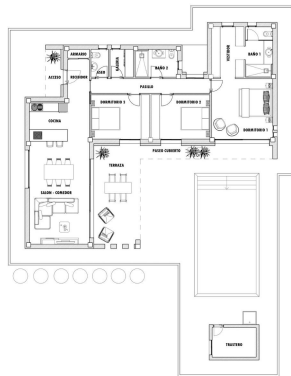 ARMARIO
BAÑO 2
BAÑO 1
VESTIDOR
ASEO
GALERIA
ACCESO
RECIBIDOR
PASILLO
COCINA
DORMITORIO 3
DORMITORIO 2
DORMITORIO 1
PASEO CUBIERTO
TERRAZA
SALON - COMEDOR
TRASTERO